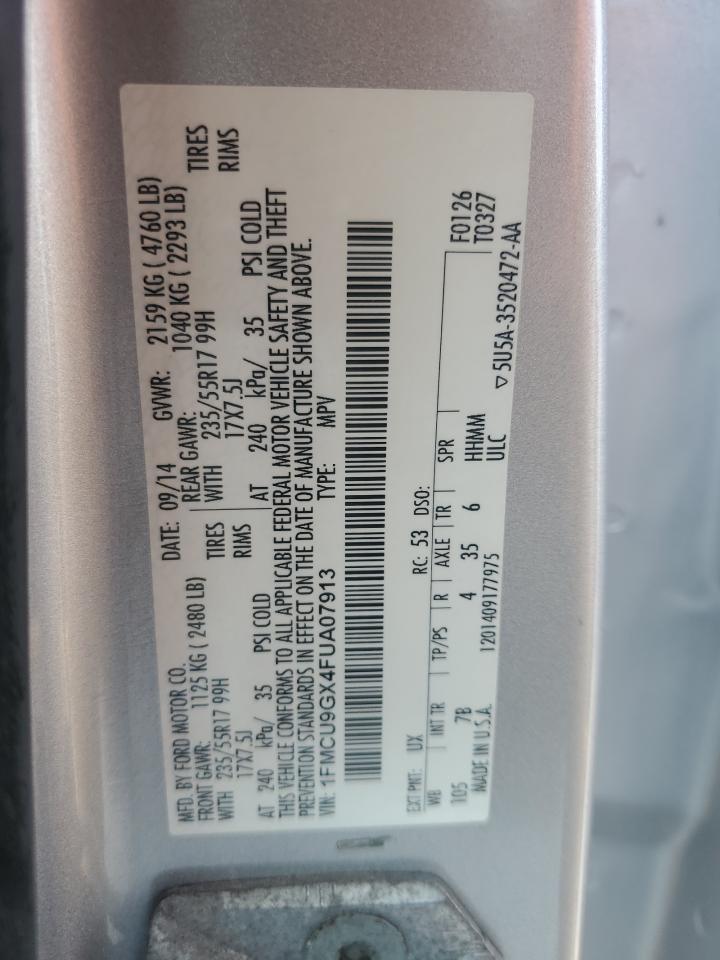 MFD. BY FORD MOTOR CO. DATE: 09/14 GVWR: 2159 KG ( 4760 LB)
FRONT GAWR: 1125 KG ( 2480 LB) REAR GAWR: 1040 KG ( 2293 LB)
WITH 235/55R17 99H TIRES WITH 235/55R17 99H TIRES
17X7.5J RIMS 17X7.5J RIMS
AT 240 kPa/ 35 PSI COLD AT 240 kPa/ 35 PSI COLD
THIS VEHICLE CONFORMS TO ALL APPLICABLE FEDERAL MOTOR VEHICLE SAFETY AND THEFT
PREVENTION STANDARDS IN EFFECT ON THE DATE OF MANUFACTURE SHOWN ABOVE.
VIN: 1FMCU9GX4FUA07913 TYPE: MPV
EXT PNT: UX RC: 53 DSO:
WB INT TR TP/PS R AXLE TR SPR F0126
105 7B 4 35 6 HHMM T0327
MADE IN U.S.A. 1201409177975 ULC ▽5U5A-3520472-AA